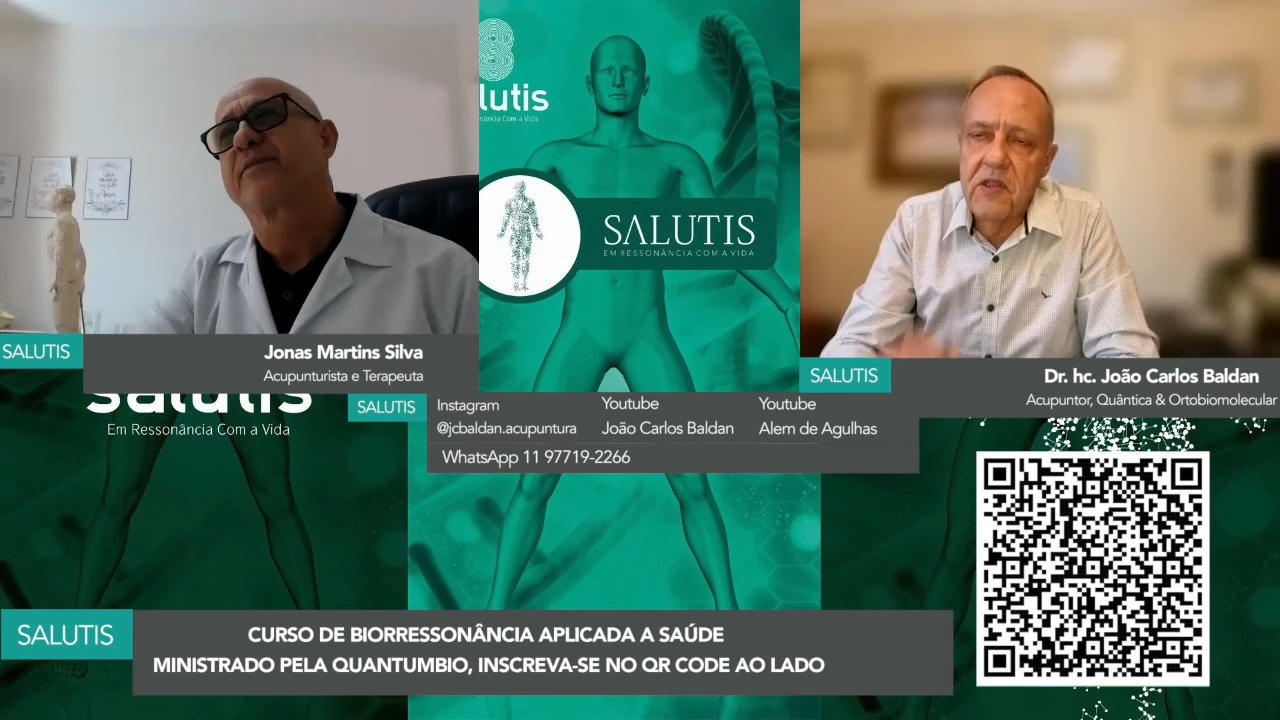 lutis
nância Com a Vida
SALUTIS
EM RESSONÂNCIA COM A VIDA
SALUTIS
Jonas Martins Silva
Acupunturista e Terapeuta
SALUTIS
Dr. hc. João Carlos Baldan
Acupuntor, Quântica & Ortobiomolecular
salutis
Em Ressonância Com a Vida
SALUTIS
Instagram
@jcbaldan.acupuntura
Youtube
João Carlos Baldan
Youtube
Alem de Agulhas
WhatsApp 11 97719-2266
SALUTIS
CURSO DE BIORRESSONÂNCIA APLICADA A SAÚDE
MINISTRADO PELA QUANTUMBIO, INSCREVA-SE NO QR CODE AO LADO